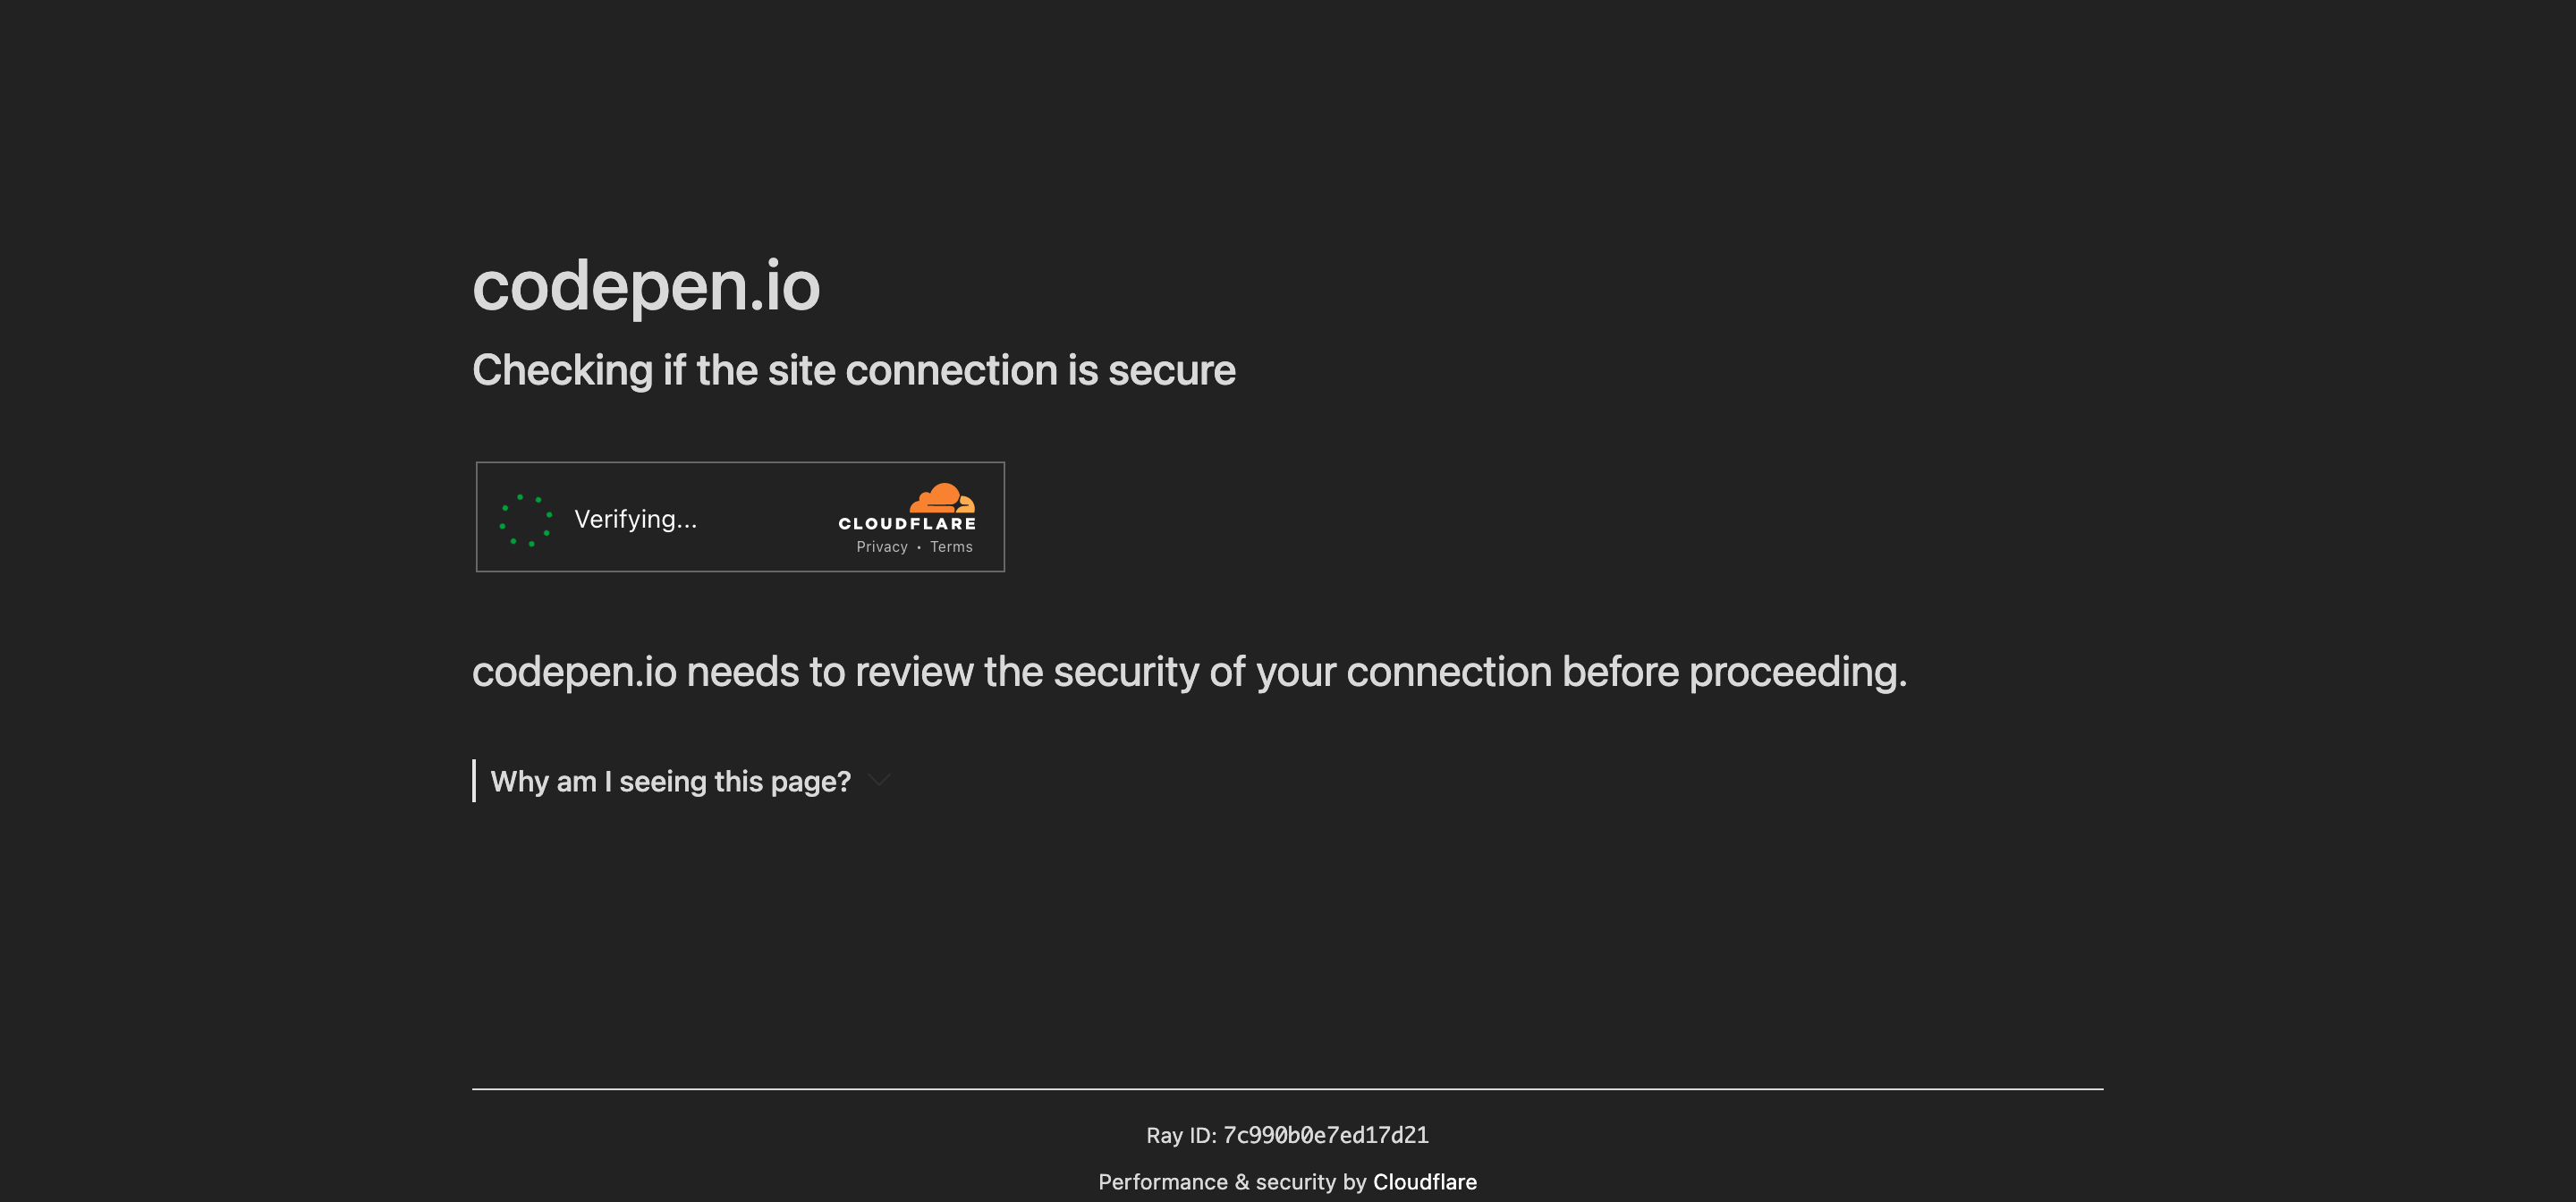 codepen.io
Checking if the site connection is secure
Verifying...
CLOUDFLARE
Privacy • Terms
codepen.io needs to review the security of your connection before proceeding.
Why am I seeing this page?
Ray ID: 7c990b0e7ed17d21
Performance & security by Cloudflare